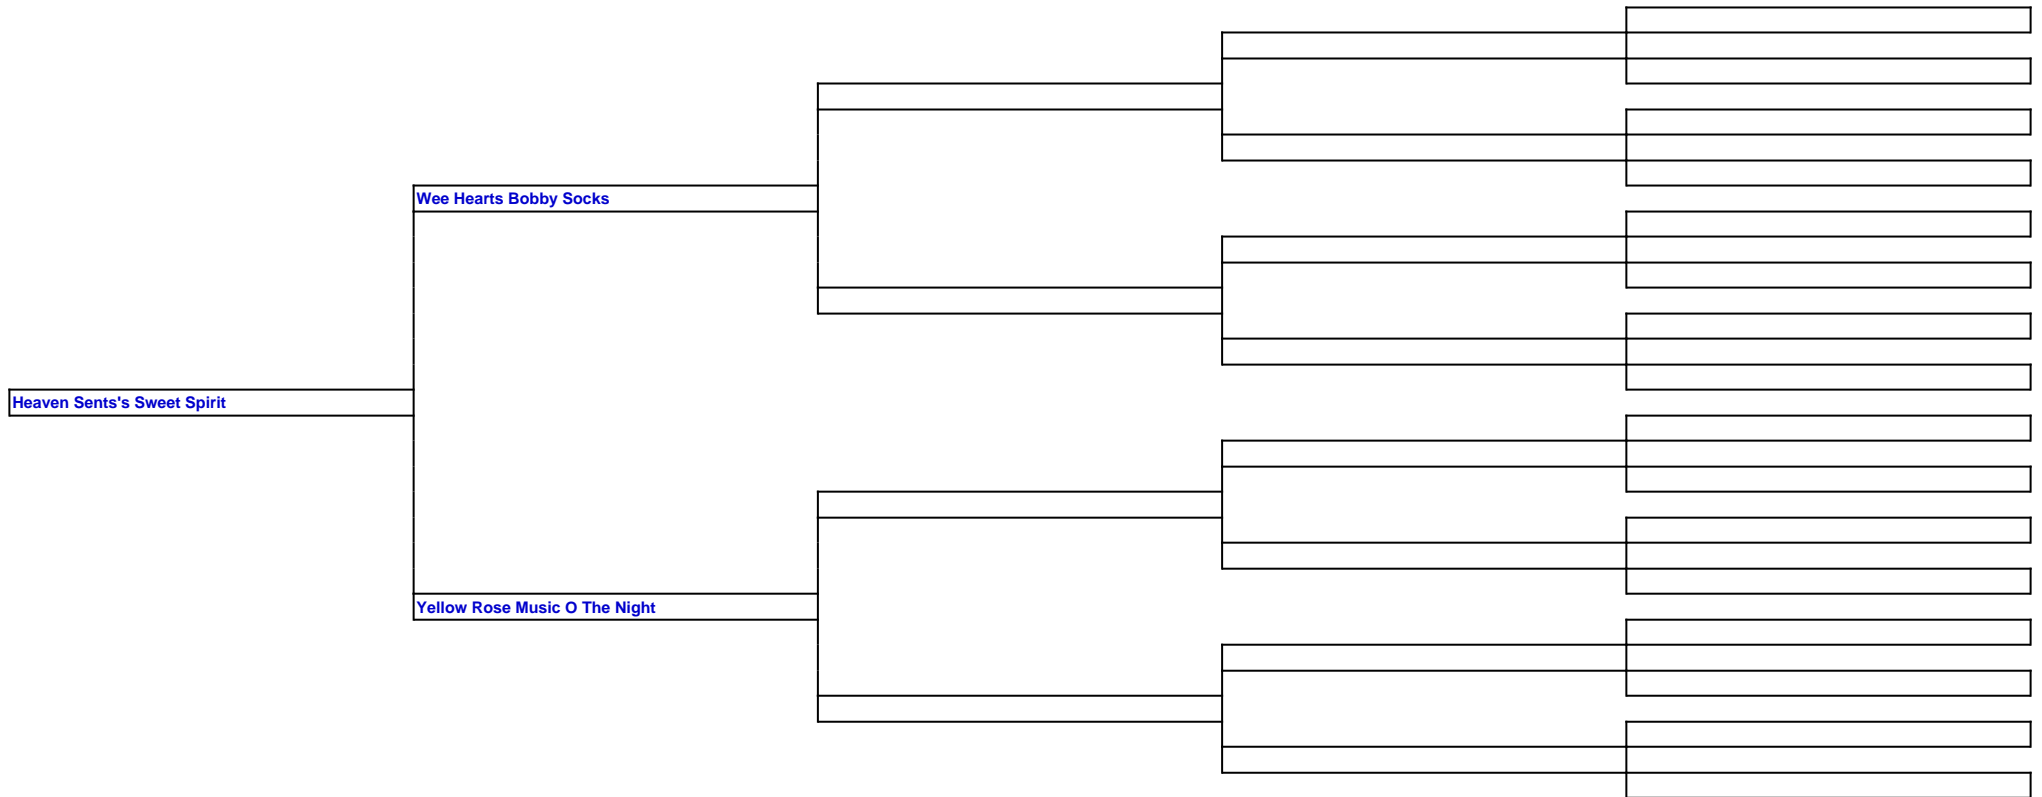 Wee Hearts Bobby Socks
Heaven Sents's Sweet Spirit
Yellow Rose Music O The Night